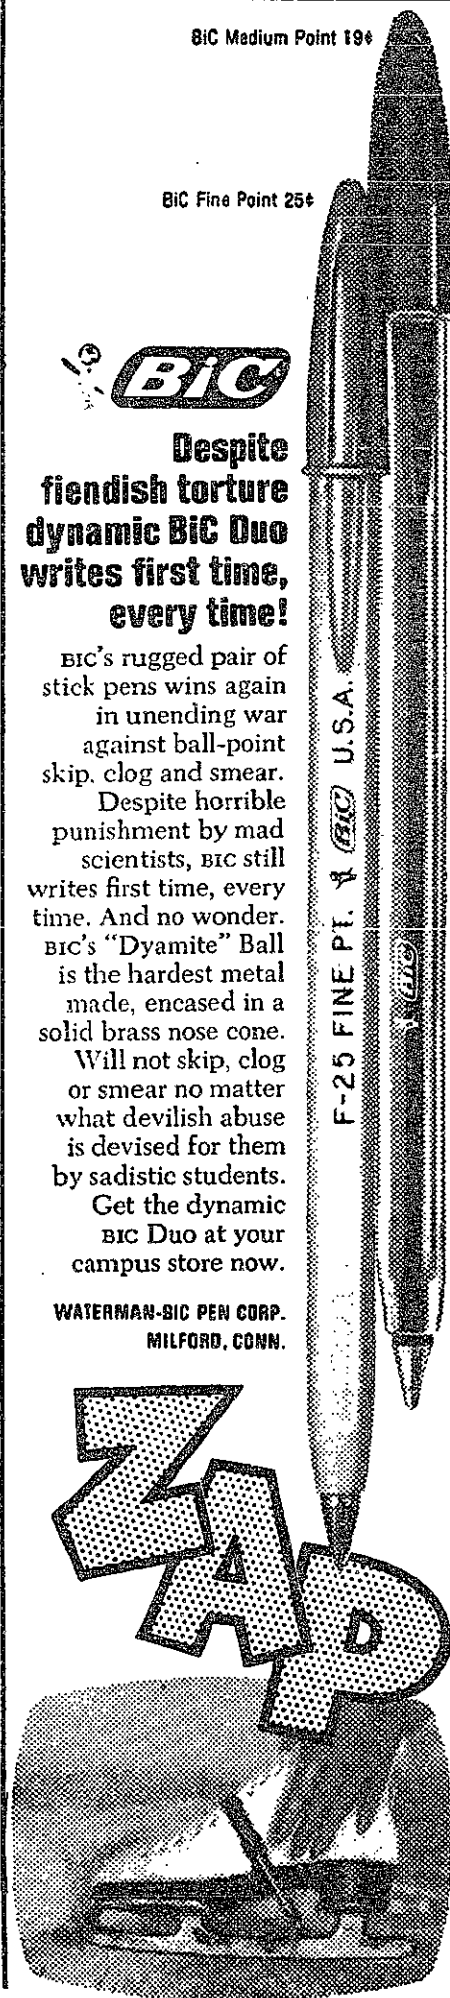 BiC Medium Point 19¢
BiC Fine Point 25¢
BiC
Despite
fiendish torture
dynamic BiC Duo
writes first time,
every time!
BIC's rugged pair of
stick pens wins again
in unending war
against ball-point
skip, clog and smear.
Despite horrible
punishment by mad
scientists, BIC still
writes first time, every
time. And no wonder.
BIC's "Dyamite" Ball
is the hardest metal
made, encased in a
solid brass nose cone.
Will not skip, clog
or smear no matter
what devilish abuse
is devised for them
by sadistic students.
Get the dynamic
BIC Duo at your
campus store now.
WATERMAN-BIC PEN CORP.
MILFORD, CONN.
F-25 FINE PT. BiC U.S.A.
BiC
ZAP